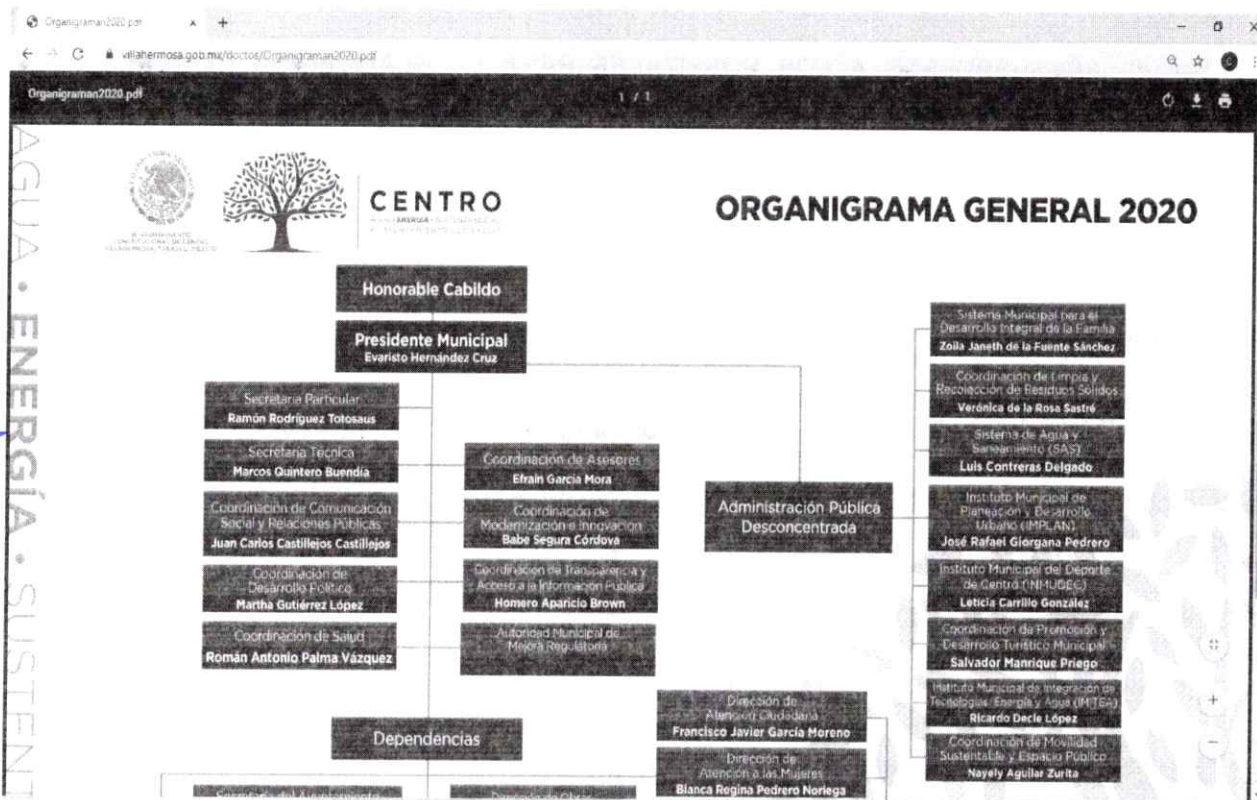 Organigraman2020.pdf
villahermosa.gob.mx/doctos/Organigraman2020.pdf
Organigraman2020.pdf
1 / 1
AGUA • ENERGÍA • SUSTENT
CENTRO
ORGANIGRAMA GENERAL 2020
Honorable Cabildo
Presidente Municipal
Evaristo Hernández Cruz
Secretaría Particular
Ramón Rodríguez Totosaus
Secretaría Técnica
Marcos Quintero Buendía
Coordinación de Comunicación
Social y Relaciones Públicas
Juan Carlos Castillejos Castillejos
Coordinación de
Desarrollo Político
Martha Gutiérrez López
Coordinación de Salud
Román Antonio Palma Vázquez
Coordinación de Asesores
Efraín García Mora
Coordinación de
Modernización e Innovación
Babe Segura Córdova
Coordinación de Transparencia y
Acceso a la Información Pública
Homero Aparicio Brown
Autoridad Municipal de
Mejora Regulatoria
Administración Pública
Desconcentrada
Sistema Municipal para el
Desarrollo Integral de la Familia
Zoila Janeth de la Fuente Sánchez
Coordinación de Limpia y
Recolección de Residuos Sólidos
Verónica de la Rosa Sastré
Sistema de Agua y
Saneamiento (SAS)
Luis Contreras Delgado
Instituto Municipal de
Planeación y Desarrollo
Urbano (IMPLAN)
José Rafael Giorgana Pedrero
Instituto Municipal del Deporte
de Centro (INMUDEC)
Leticia Carrillo González
Coordinación de Promoción y
Desarrollo Turístico Municipal
Salvador Manrique Priego
Instituto Municipal de Integración de
Tecnologías, Energía y Agua (IMITEA)
Ricardo Decle López
Coordinación de Movilidad
Sustentable y Espacio Público
Nayely Aguilar Zurita
Dependencias
Dirección de
Atención Ciudadana
Francisco Javier García Moreno
Dirección de
Atención a las Mujeres
Blanca Regina Pedrero Noriega